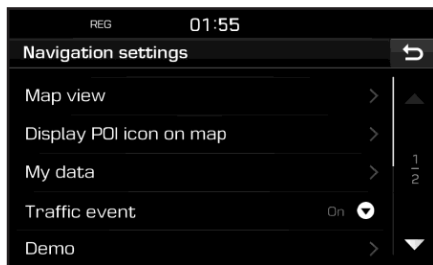 REG 01:55
Navigation settings
Map view
Display POI icon on map
My data
Traffic event On
Demo
1
2